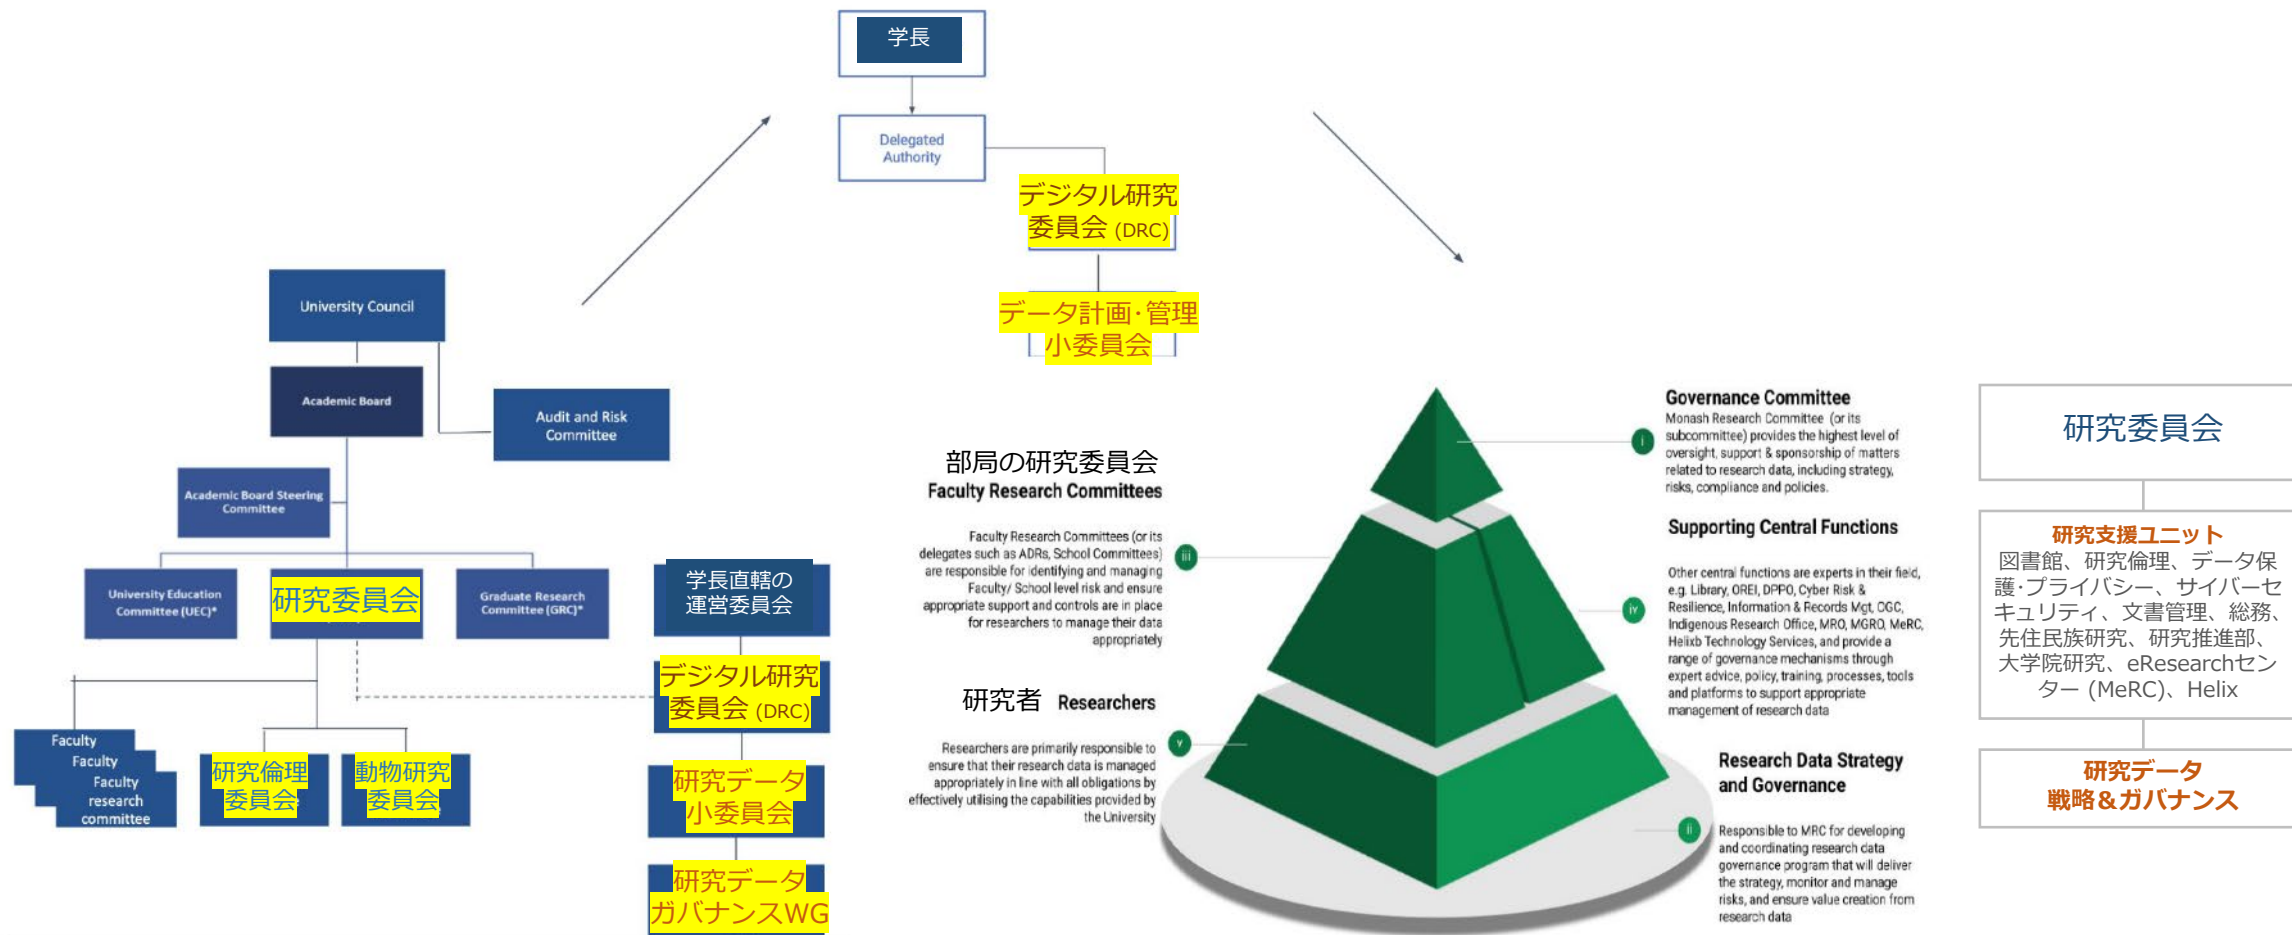 学長
Delegated
Authority
デジタル研究
委員会 (DRC)
データ計画・管理
小委員会
University Council
Academic Board
Audit and Risk
Committee
Academic Board Steering
Committee
University Education
Committee (UEC)*
研究委員会
Graduate Research
Committee (GRC)*
学長直轄の
運営委員会
デジタル研究
委員会 (DRC)
研究データ
小委員会
研究データ
ガバナンスWG
Faculty
Faculty
Faculty
research
committee
研究倫理
委員会
動物研究
委員会
部局の研究委員会
Faculty Research Committees
Faculty Research Committees (or its
delegates such as ADRs, School Committees)
are responsible for identifying and managing
Faculty/ School level risk and ensure
appropriate support and controls are in place
for researchers to manage their data
appropriately
iii
研究者 Researchers
Researchers are primarily responsible to
ensure that their research data is managed
appropriately in line with all obligations by
effectively utilising the capabilities provided by
the University
v
Governance Committee
Monash Research Committee (or its
subcommittee) provides the highest level of
oversight, support & sponsorship of matters
related to research data, including strategy,
risks, compliance and policies.
i
Supporting Central Functions
Other central functions are experts in their field,
e.g. Library, OREI, DPPO, Cyber Risk &
Resilience, Information & Records Mgt, OGC,
Indigenous Research Office, MRO, MGRO, MeRC,
Helixb Technology Services, and provide a
range of governance mechanisms through
expert advice, policy, training, processes, tools
and platforms to support appropriate
management of research data
iv
Research Data Strategy
and Governance
Responsible to MRC for developing
and coordinating research data
governance program that will deliver
the strategy, monitor and manage
risks, and ensure value creation from
research data
ii
研究委員会
研究支援ユニット
図書館、研究倫理、データ保
護・プライバシー、サイバーセ
キュリティ、文書管理、総務、
先住民族研究、研究推進部、
大学院研究、eResearchセン
ター (MeRC)、Helix
研究データ
戦略&ガバナンス